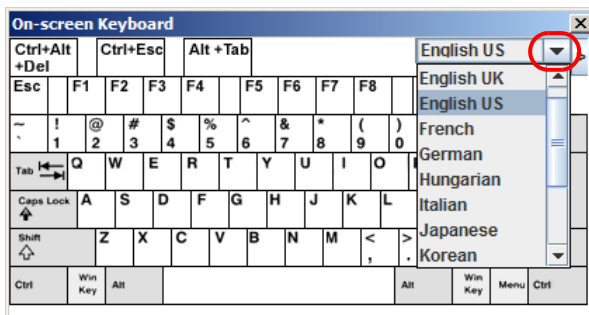 On-screen Keyboard
Ctrl+Alt +Del Ctrl+Esc Alt +Tab English US >
Esc F1 F2 F3 F4 F5 F6 F7 F8
English UK
English US
French
German
Hungarian
Italian
Japanese
Korean
~ ! @ # $ % ^ & * ( )
` 1 2 3 4 5 6 7 8 9 0
Tab Q W E R T Y U I O
Caps Lock A S D F G H J K L
Shift Z X C V B N M < >
, .
Ctrl Win Key Alt Alt Win Key Menu Ctrl